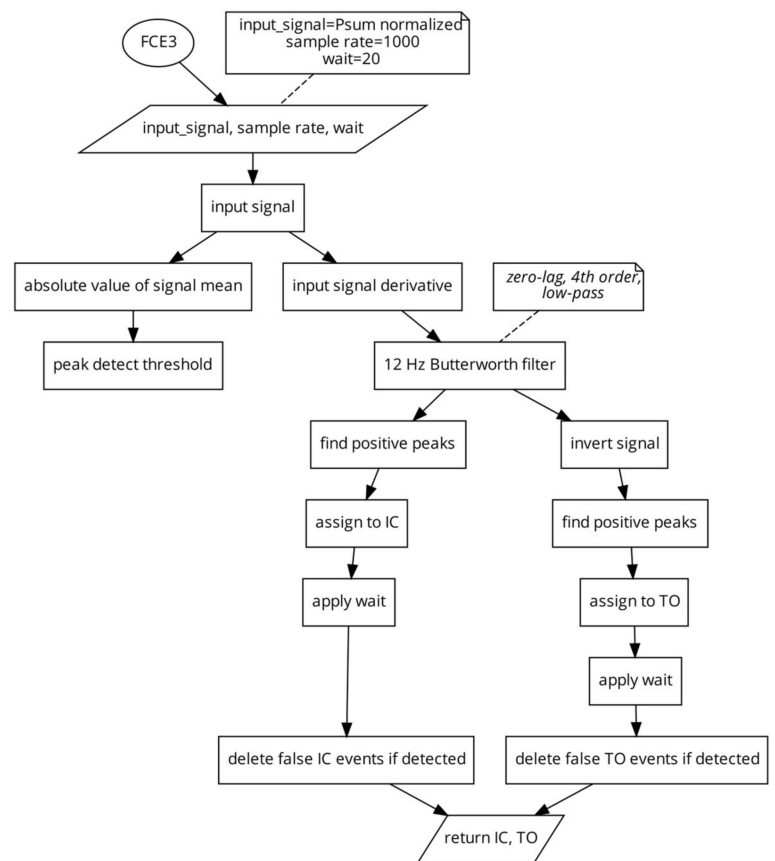 FCE3
input_signal=Psum normalized
sample rate=1000
wait=20
input_signal, sample rate, wait
input signal
absolute value of signal mean
input signal derivative
zero-lag, 4th order,
low-pass
peak detect threshold
12 Hz Butterworth filter
find positive peaks
invert signal
assign to IC
find positive peaks
apply wait
assign to TO
apply wait
delete false IC events if detected
delete false TO events if detected
return IC, TO